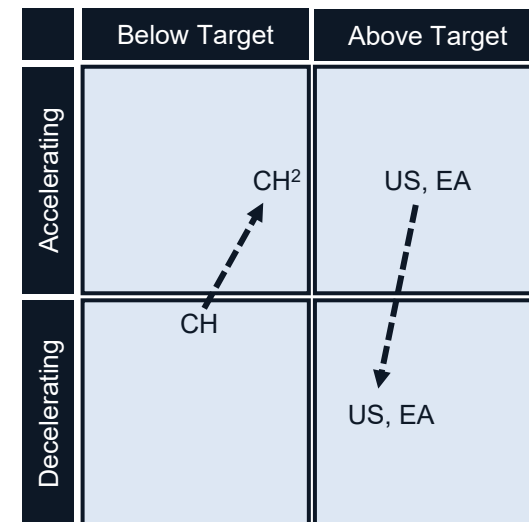 Below Target
Above Target
Accelerating
CH²
US, EA
Decelerating
CH
US, EA